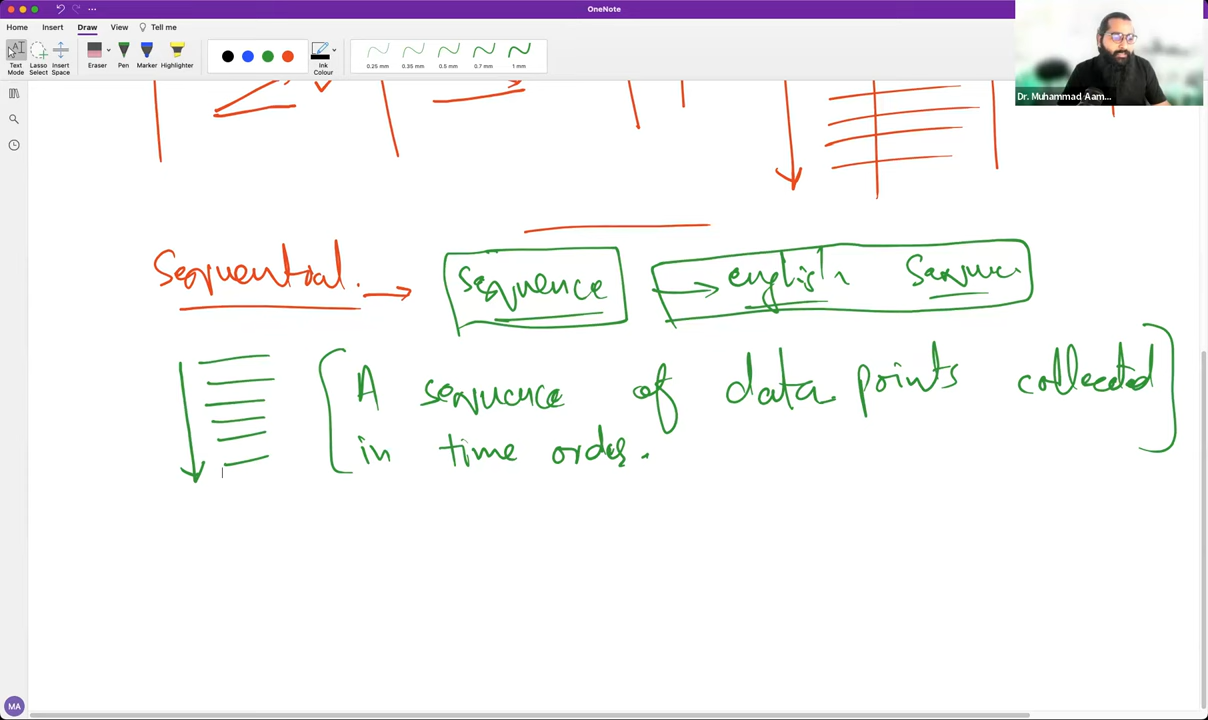 OneNote
Home Insert Draw View Tell me
Text Mode
Lasso Select
Insert Space
Eraser
Pen
Marker
Highlighter
Ink Colour
0.25 mm 0.35 mm 0.5 mm 0.7 mm 1 mm
Dr. Muhammad Aam...
Sequential. sequence english
A sequence of data points collected
in time order.
MA